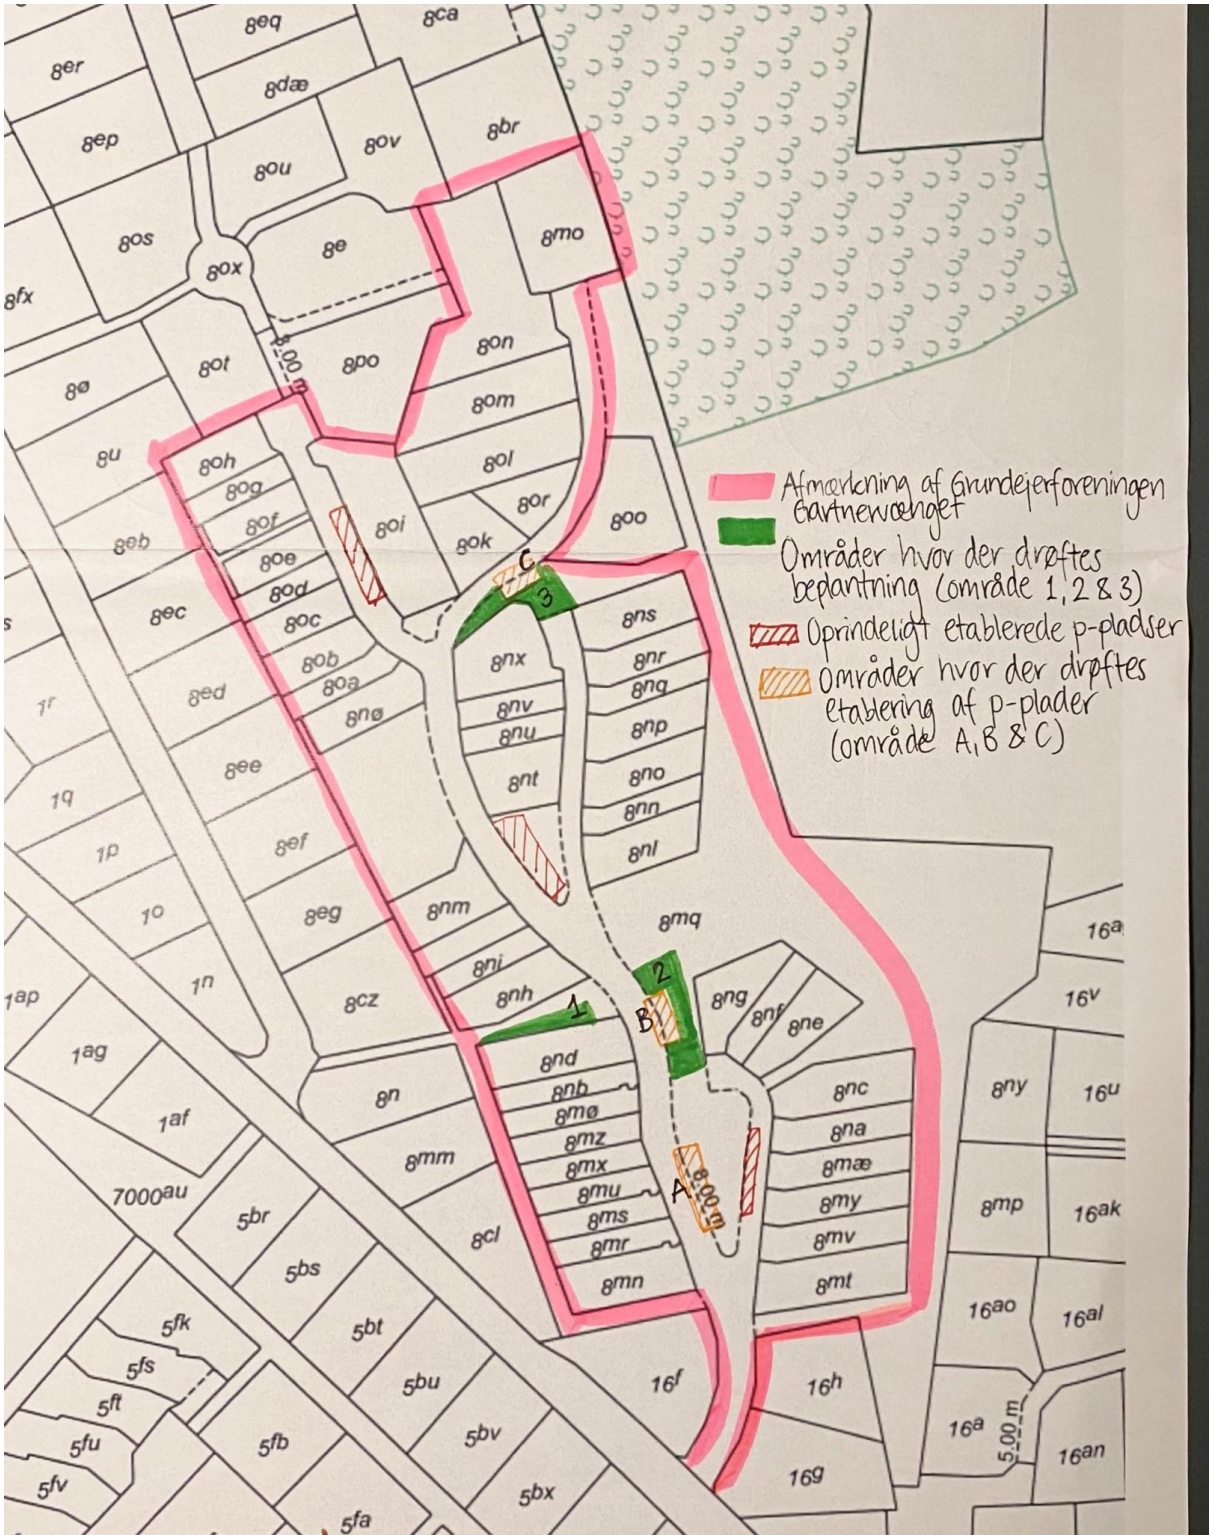 8eq
8ca
8er
8dæ
8ep
8ou
8ov
8br
8os
8ox
8e
8mo
8fx
8ø
8ot
8.00 m
8po
8on
8om
8u
8oh
8og
8of
8oi
8ol
8or
8ok
8oo
Afmærkning af Grundejerforeningen
Gartnervænget
Områder hvor der drøftes
beplantning (område 1, 2 & 3)
Oprindeligt etablerede p-pladser
Områder hvor der drøftes
etablering af p-plader
(område A, B & C)
8eb
8oe
8od
8oc
C
3
8ec
8ob
8oa
8nø
8nx
8nv
8nu
8nt
8ns
8nr
8nq
8np
8no
8nn
8nl
s
1r
8ed
8ee
1q
1p
8ef
1o
8eg
8nm
8mq
16a
1n
8ni
8nh
1
2
B
8ng
8nf
8ne
16v
1ap
8cz
1ag
8nd
8nb
8mø
8mz
8mx
8mu
8ms
8mr
8mn
8nc
8na
8mæ
8my
8mv
8mt
8ny
16u
8n
1af
8mm
A
8.00 m
8mp
16ak
7000au
5br
8cl
5bs
16ao
16al
5fk
5bt
5fs
5bu
16f
16h
5ft
5fu
5fb
5bv
16a
5.00 m
16an
5fv
5bx
16g
5fa